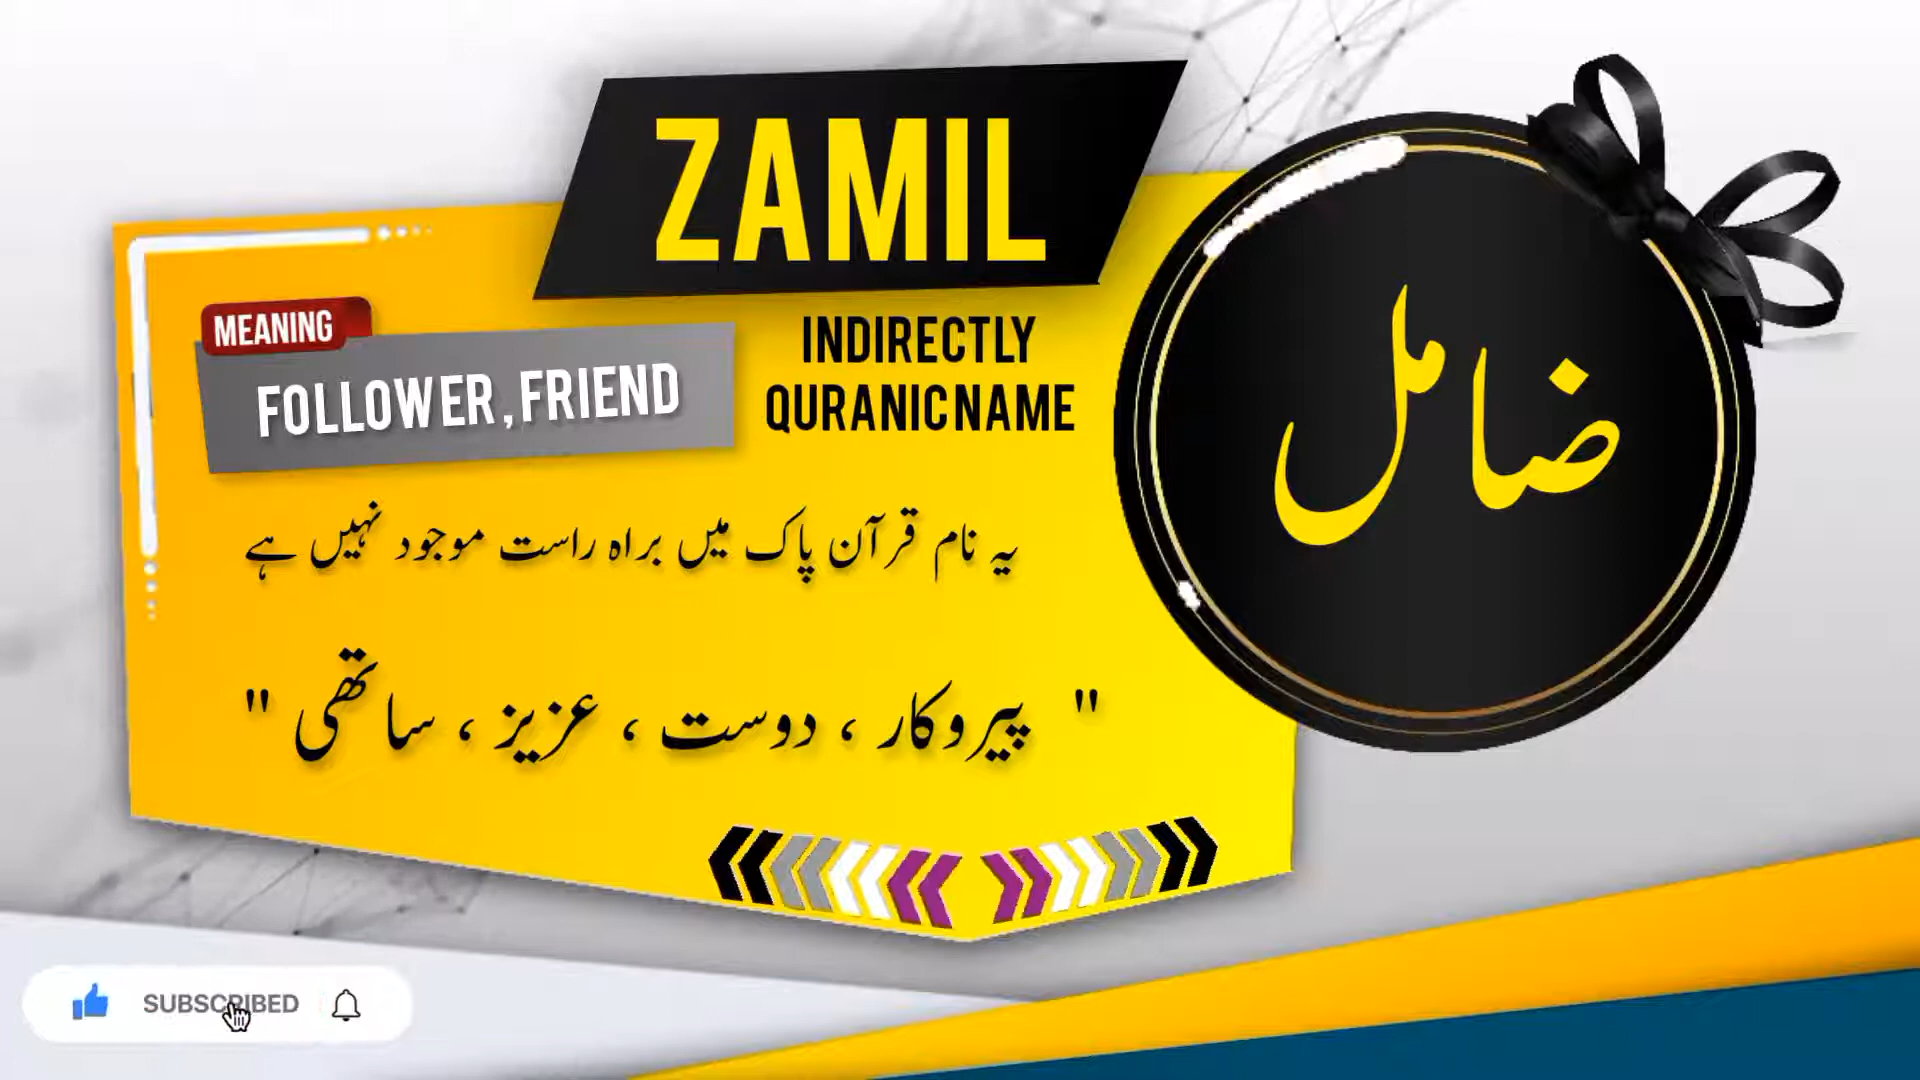 ZAMIL
MEANING
FOLLOWER, FRIEND
INDIRECTLY
QURANIC NAME
ضامل
یہ نام قرآن پاک میں براہ راست موجود نہیں ہے
" پیروکار ، دوست ، عزیز ، ساتھی "
SUBSCRIBED